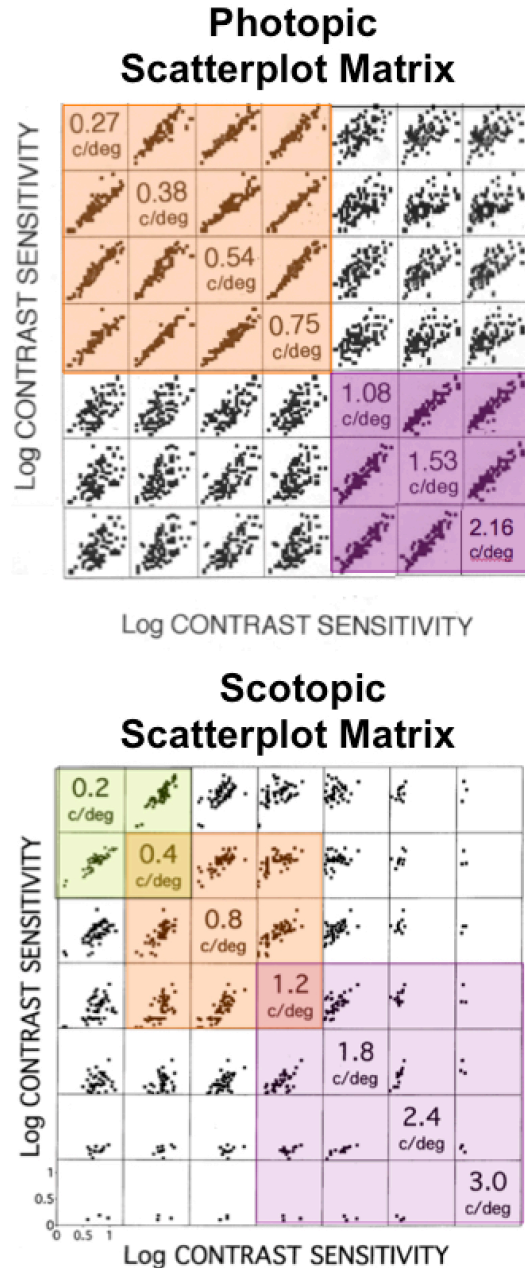 Photopic
Scatterplot Matrix
Log CONTRAST SENSITIVITY
0.27
c/deg
0.38
c/deg
0.54
c/deg
0.75
c/deg
1.08
c/deg
1.53
c/deg
2.16
c/deg
Log CONTRAST SENSITIVITY
Scotopic
Scatterplot Matrix
Log CONTRAST SENSITIVITY
0.2
c/deg
0.4
c/deg
0.8
c/deg
1.2
c/deg
1.8
c/deg
2.4
c/deg
3.0
c/deg
1
0.5
0
0 0.5 1
Log CONTRAST SENSITIVITY